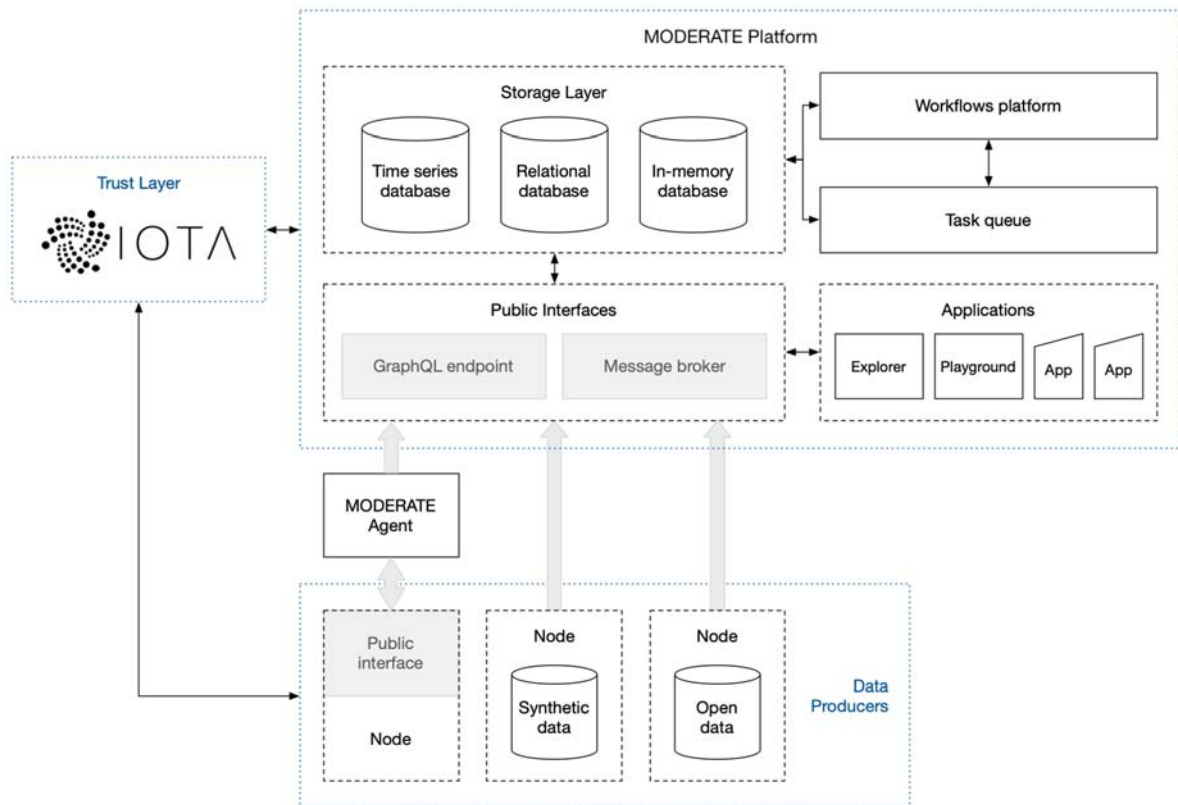 MODERATE Platform
Storage Layer
Time series
database
Relational
database
In-memory
database
Workflows platform
Task queue
Trust Layer
IOTA
Public Interfaces
GraphQL endpoint
Message broker
Applications
Explorer
Playground
App
App
MODERATE
Agent
Public
interface
Node
Node
Synthetic
data
Node
Open
data
Data
Producers